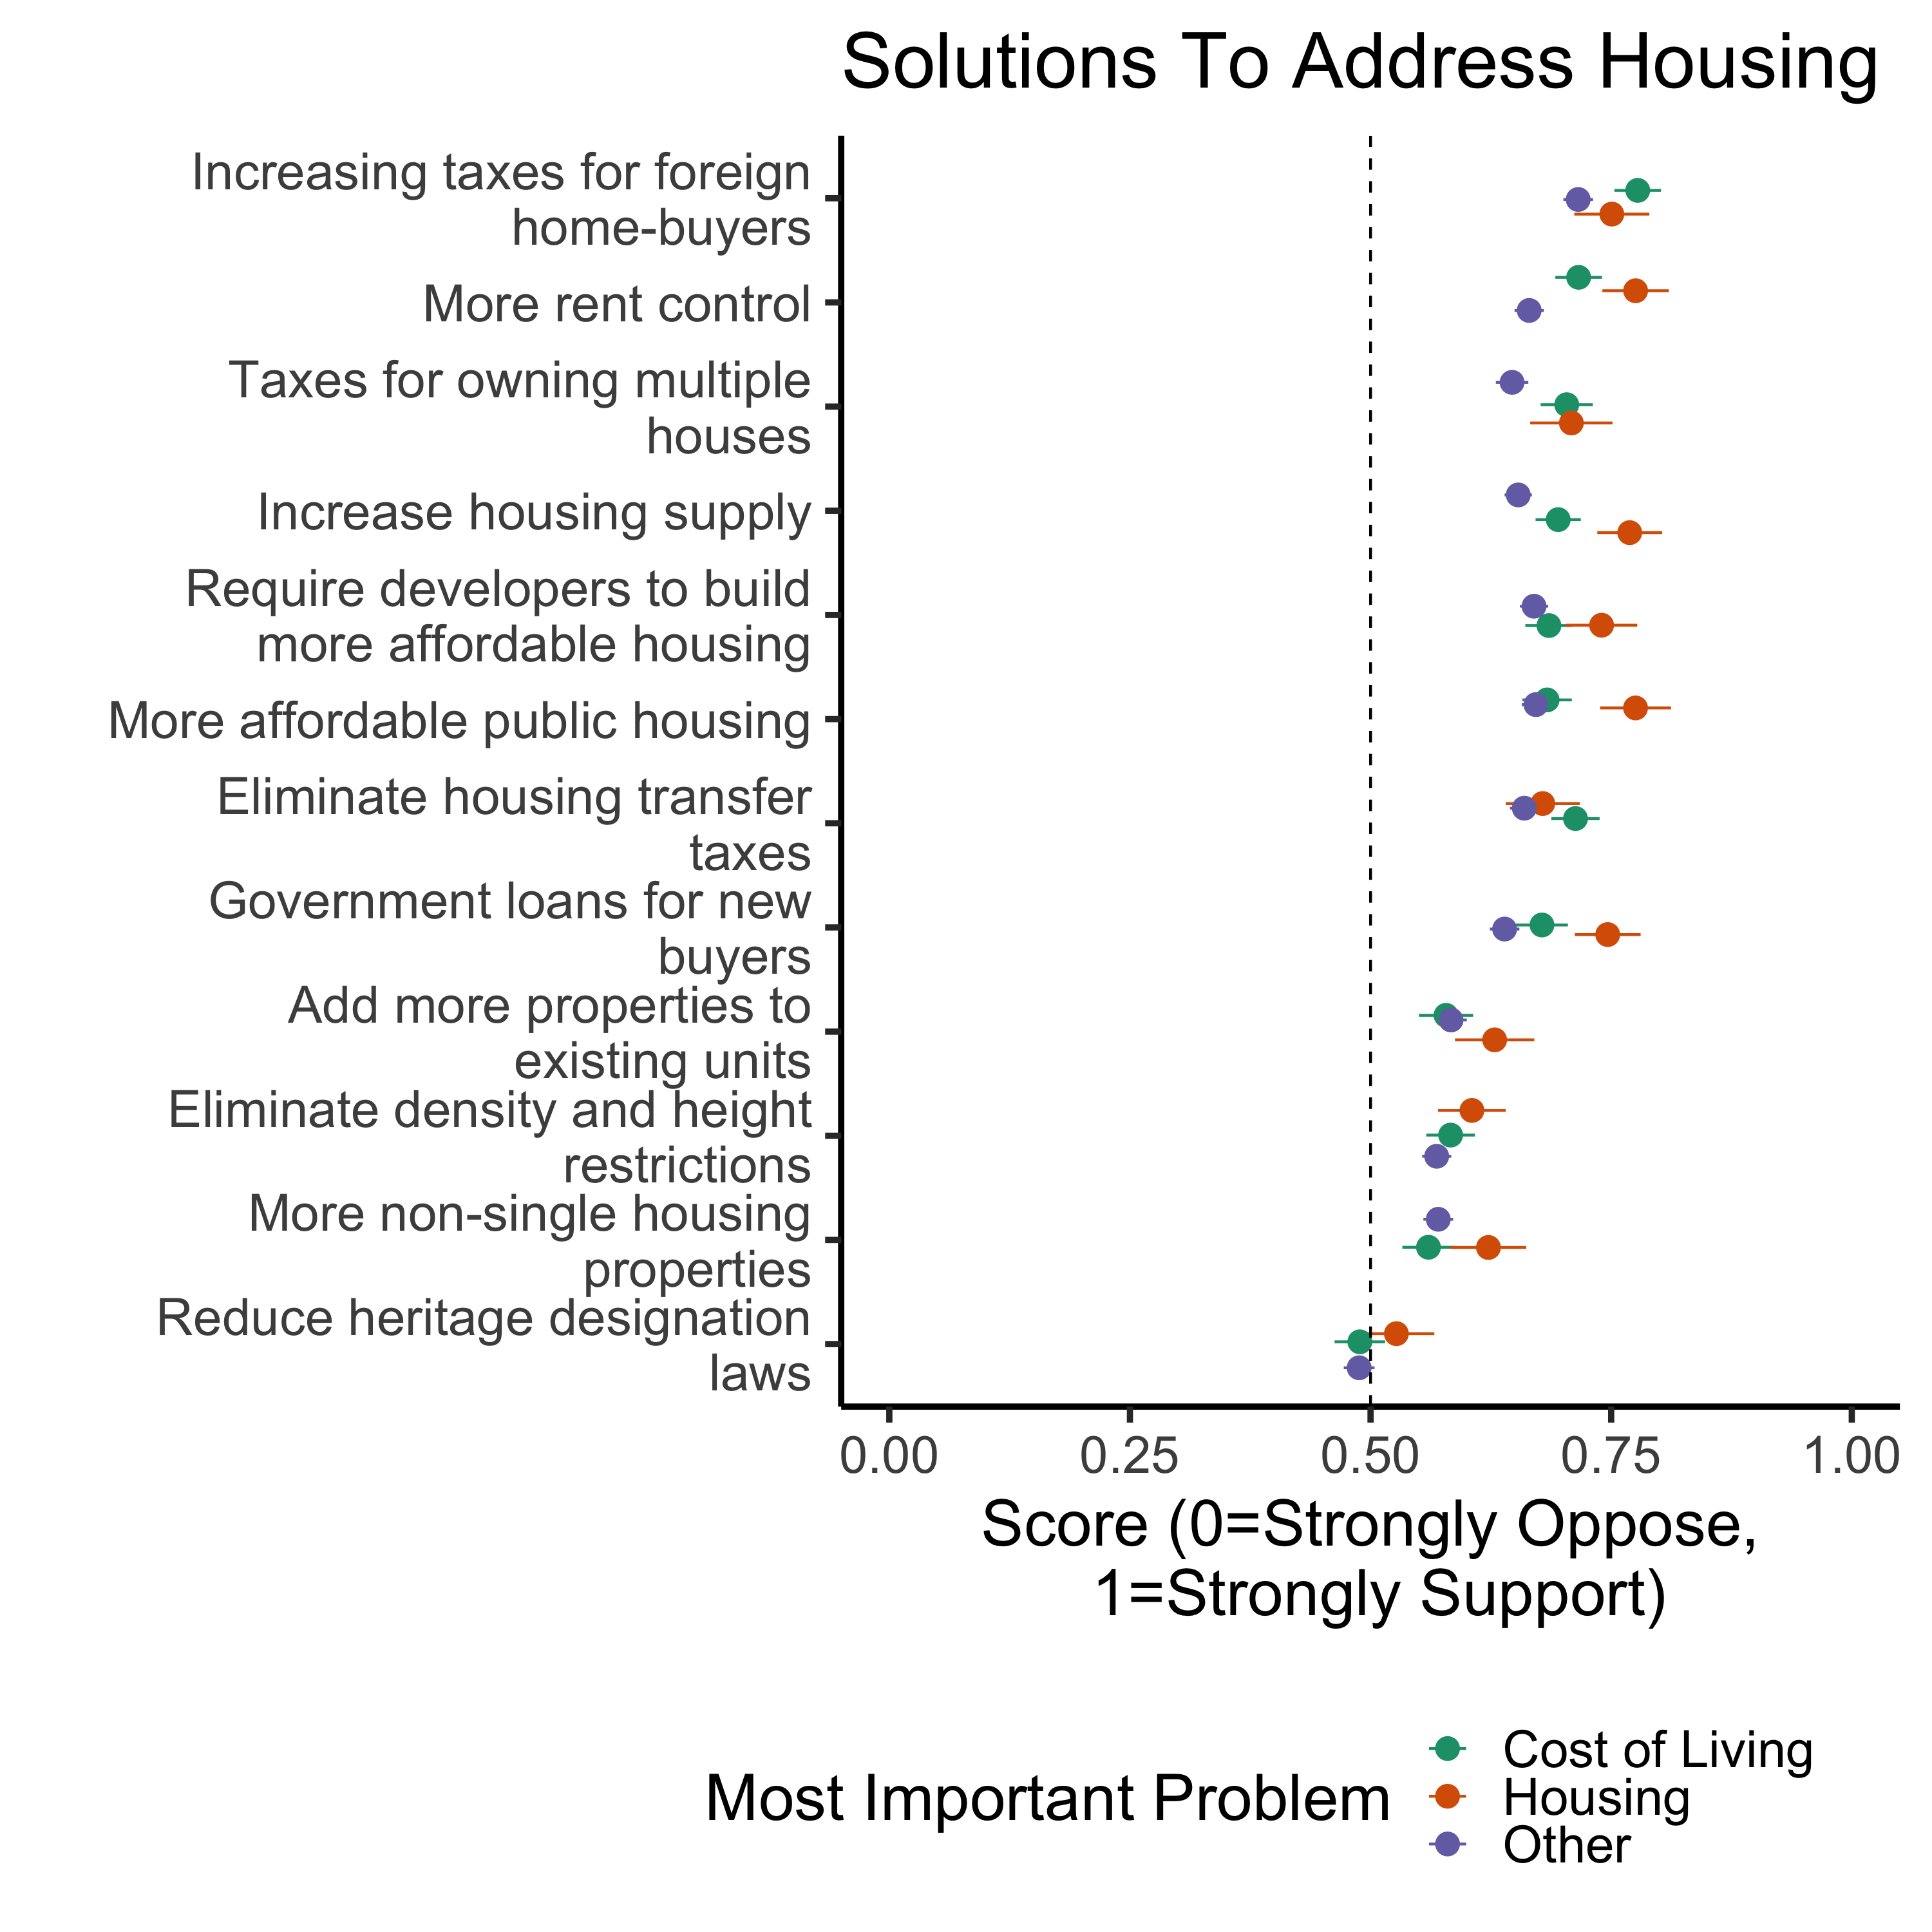 Solutions To Address Housing
Increasing taxes for foreign
home-buyers
More rent control
Taxes for owning multiple
houses
Increase housing supply
Require developers to build
more affordable housing
More affordable public housing
Eliminate housing transfer
taxes
Government loans for new
buyers
Add more properties to
existing units
Eliminate density and height
restrictions
More non-single housing
properties
Reduce heritage designation
laws
0.00 0.25 0.50 0.75 1.00
Score (0=Strongly Oppose,
1=Strongly Support)
Most Important Problem
Cost of Living
Housing
Other